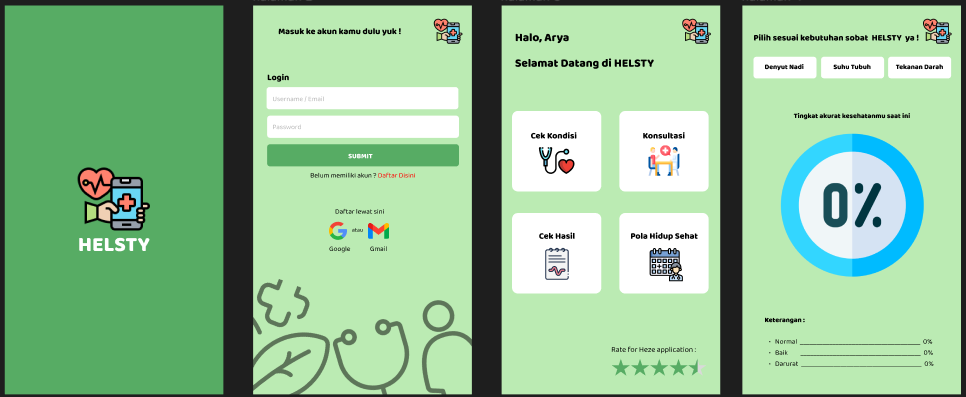 HELSTY
Masuk ke akun kamu dulu yuk !
Login
Username / Email
Password
SUBMIT
Belum memiliki akun ? Daftar Disini
Daftar lewat sini
atau
Google
Gmail
Halo, Arya
Selamat Datang di HELSTY
Cek Kondisi
Konsultasi
Cek Hasil
Pola Hidup Sehat
Rate for Heze application :
Pilih sesuai kebutuhan sobat HELSTY ya !
Denyut Nadi
Suhu Tubuh
Tekanan Darah
Tingkat akurat kesehatanmu saat ini
0%
Keterangan :
• Normal ______________________________ 0%
• Baik ______________________________ 0%
• Darurat ______________________________ 0%